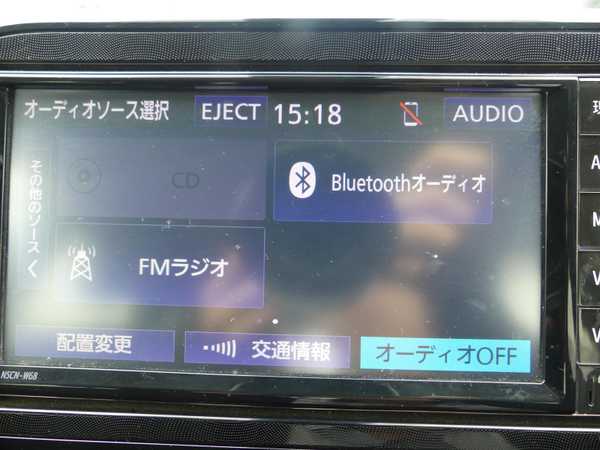 オーディオソース選択 EJECT 15:18 AUDIO
その他のソース
CD Bluetoothオーディオ
FMラジオ
配置変更 交通情報 オーディオOFF
NSCN-W68